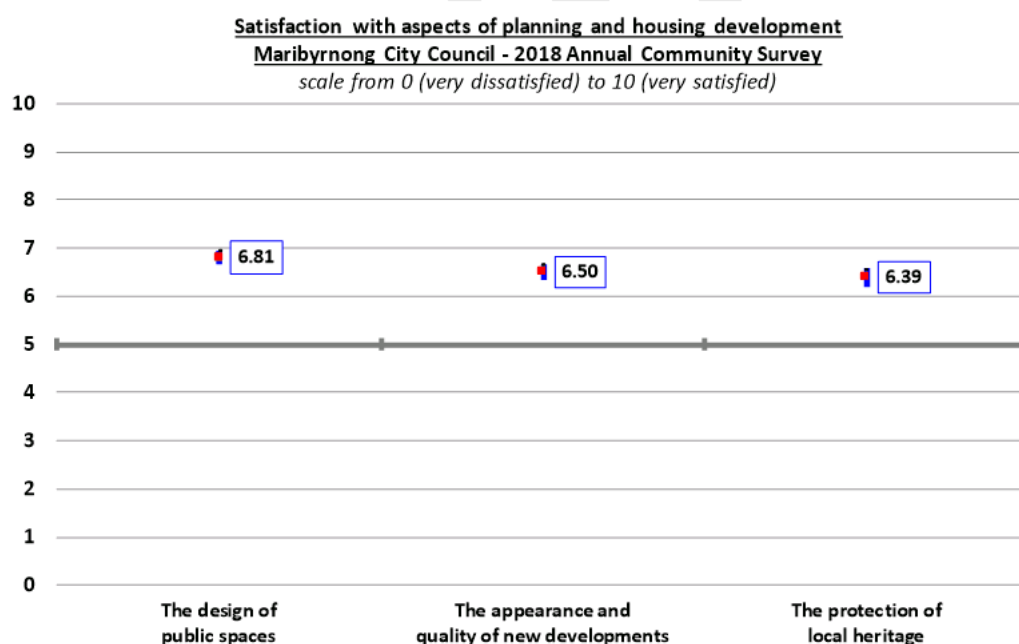 Satisfaction with aspects of planning and housing development
Maribyrnong City Council - 2018 Annual Community Survey
scale from 0 (very dissatisfied) to 10 (very satisfied)
10
9
8
7
6
5
4
3
2
1
0
6.81
6.50
6.39
The design of
public spaces
The appearance and
quality of new developments
The protection of
local heritage